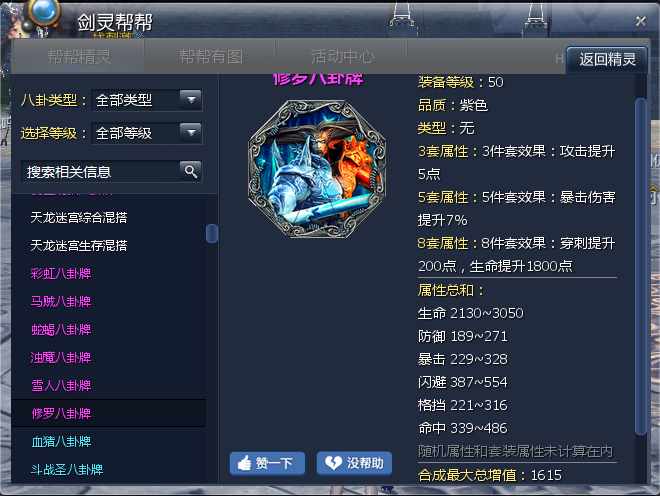 剑灵帮帮
帮帮精灵
帮帮有图
活动中心
返回精灵
八卦类型：
全部类型
选择等级：
全部等级
搜索相关信息
天龙迷宫综合混搭
天龙迷宫生存混搭
彩虹八卦牌
马贼八卦牌
蛇蝎八卦牌
浊魔八卦牌
雪人八卦牌
修罗八卦牌
血猪八卦牌
斗战圣八卦牌
修罗八卦牌
赞一下
没帮助
装备等级：50
品质：紫色
类型：无
3套属性：3件套效果：攻击提升
5点
5套属性：5件套效果：暴击伤害
提升7%
8套属性：8件套效果：穿刺提升
200点，生命提升1800点
属性总和：
生命 2130~3050
防御 189~271
暴击 229~328
闪避 387~554
格挡 221~316
命中 339~486
随机属性和套装属性未计算在内
合成最大总增值：1615